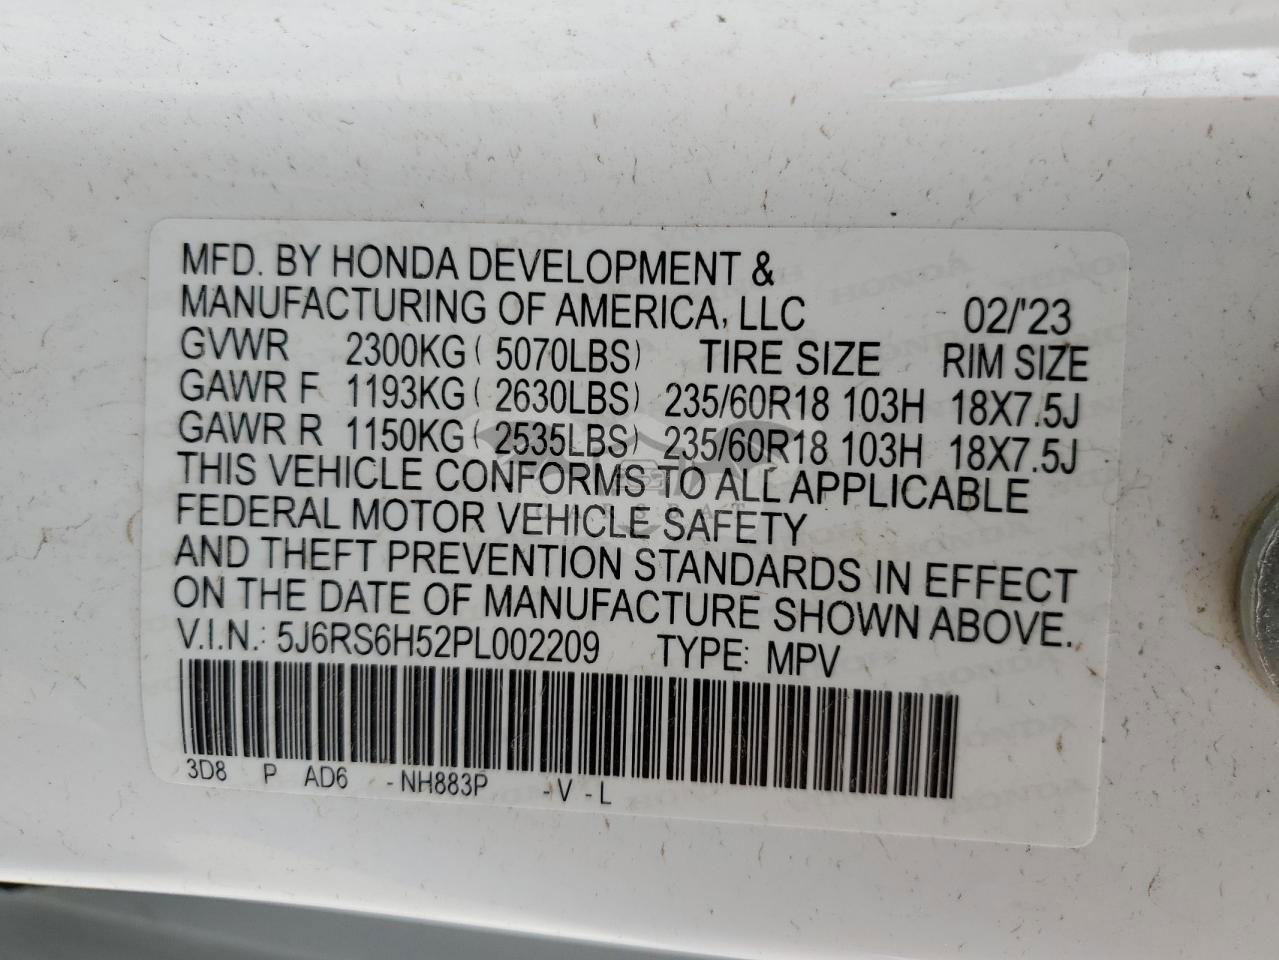 MFD. BY HONDA DEVELOPMENT &
MANUFACTURING OF AMERICA, LLC 02/'23
GVWR 2300KG ( 5070LBS) TIRE SIZE RIM SIZE
GAWR F 1193KG ( 2630LBS) 235/60R18 103H 18X7.5J
GAWR R 1150KG ( 2535LBS) 235/60R18 103H 18X7.5J
THIS VEHICLE CONFORMS TO ALL APPLICABLE
FEDERAL MOTOR VEHICLE SAFETY
AND THEFT PREVENTION STANDARDS IN EFFECT
ON THE DATE OF MANUFACTURE SHOWN ABOVE.
V.I.N.: 5J6RS6H52PL002209 TYPE: MPV
3D8 P AD6 -NH883P -V -L